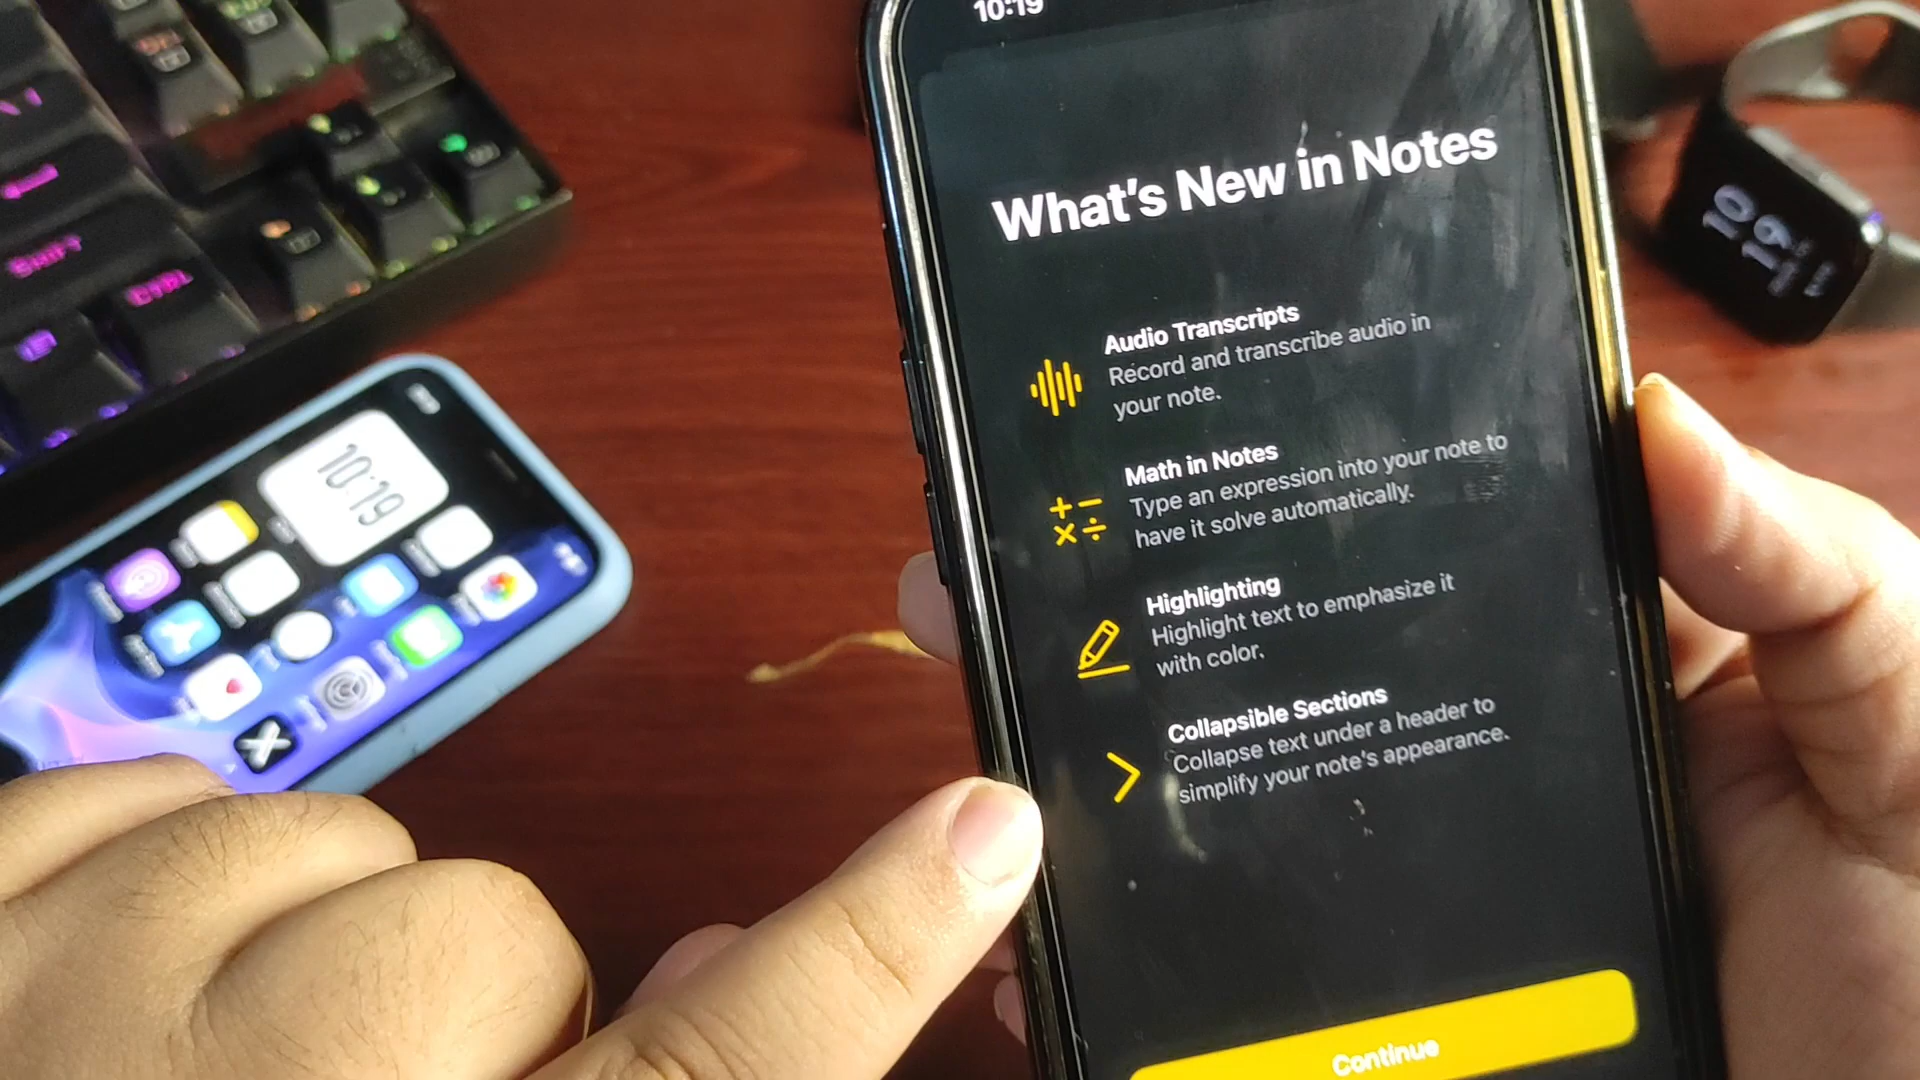 10:19
What's New in Notes
Audio Transcripts
Record and transcribe audio in
your note.
Math in Notes
Type an expression into your note to
have it solve automatically.
Highlighting
Highlight text to emphasize it
with color.
Collapsible Sections
Collapse text under a header to
simplify your note's appearance.
Continue
10:19
10
19
Shift
CTRL